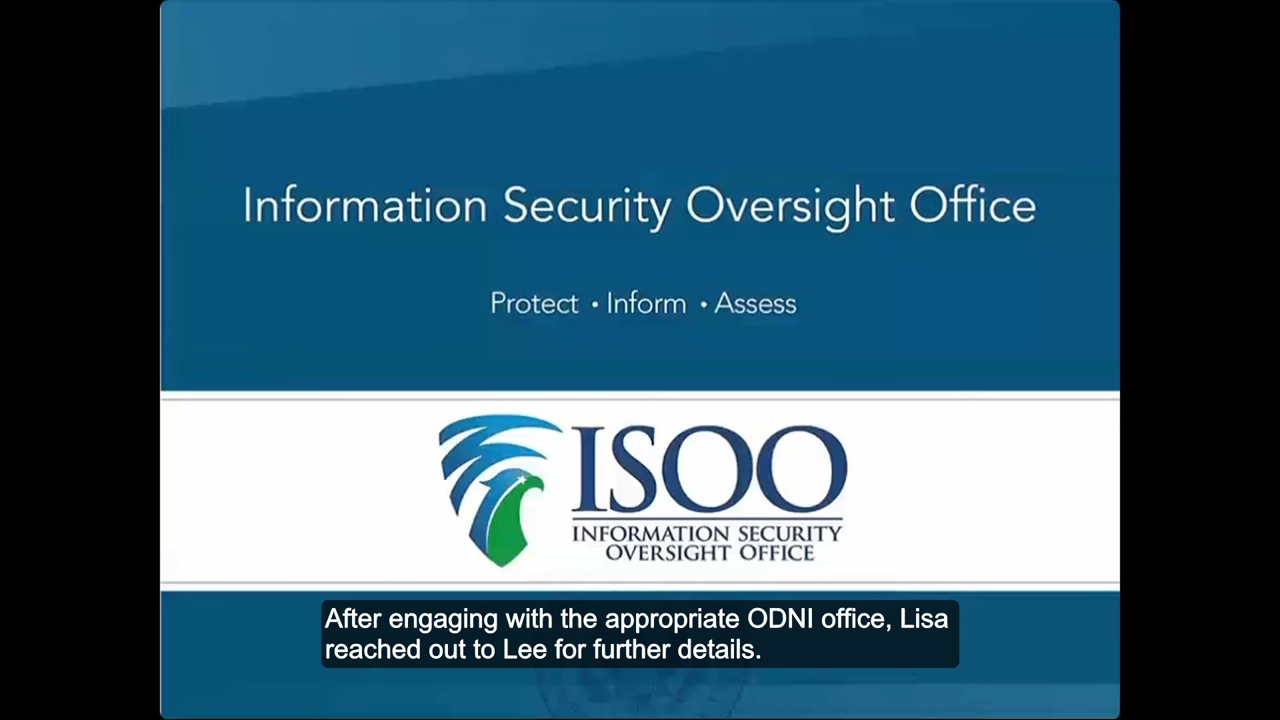 Information Security Oversight Office
Protect • Inform • Assess
ISOO
INFORMATION SECURITY
OVERSIGHT OFFICE
After engaging with the appropriate ODNI office, Lisa
reached out to Lee for further details.